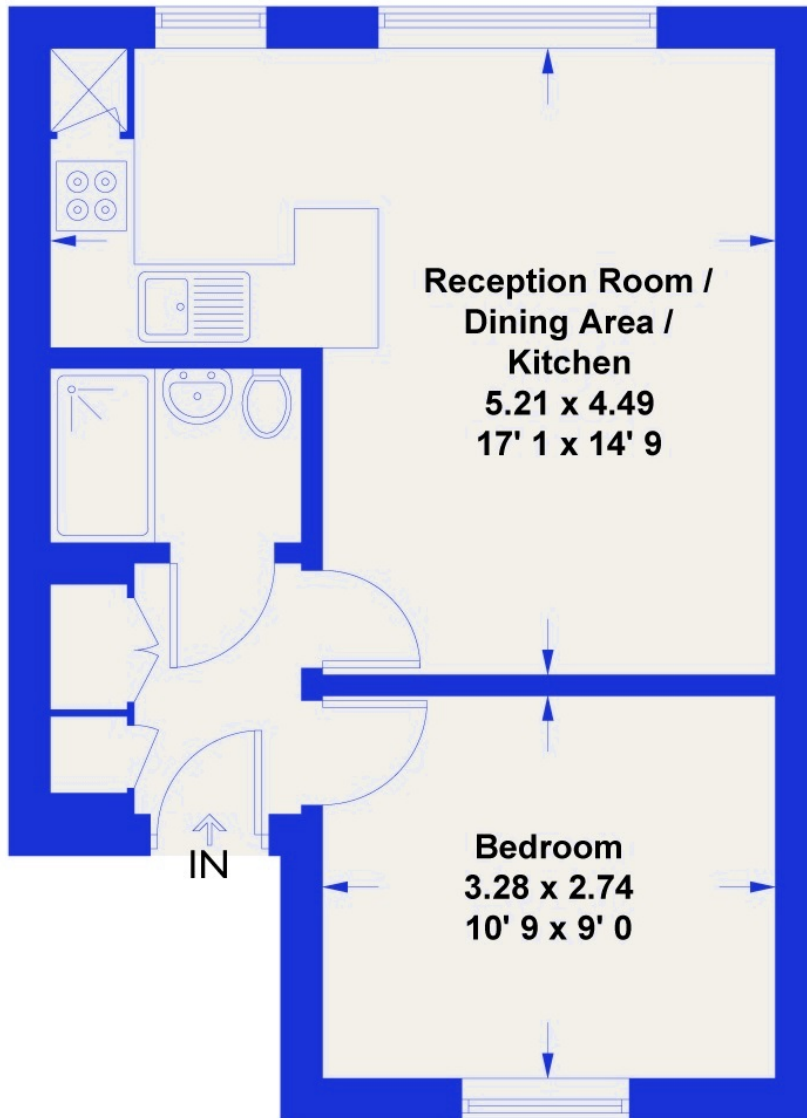 Reception Room /
Dining Area /
Kitchen
5.21 x 4.49
17' 1 x 14' 9
IN
Bedroom
3.28 x 2.74
10' 9 x 9' 0